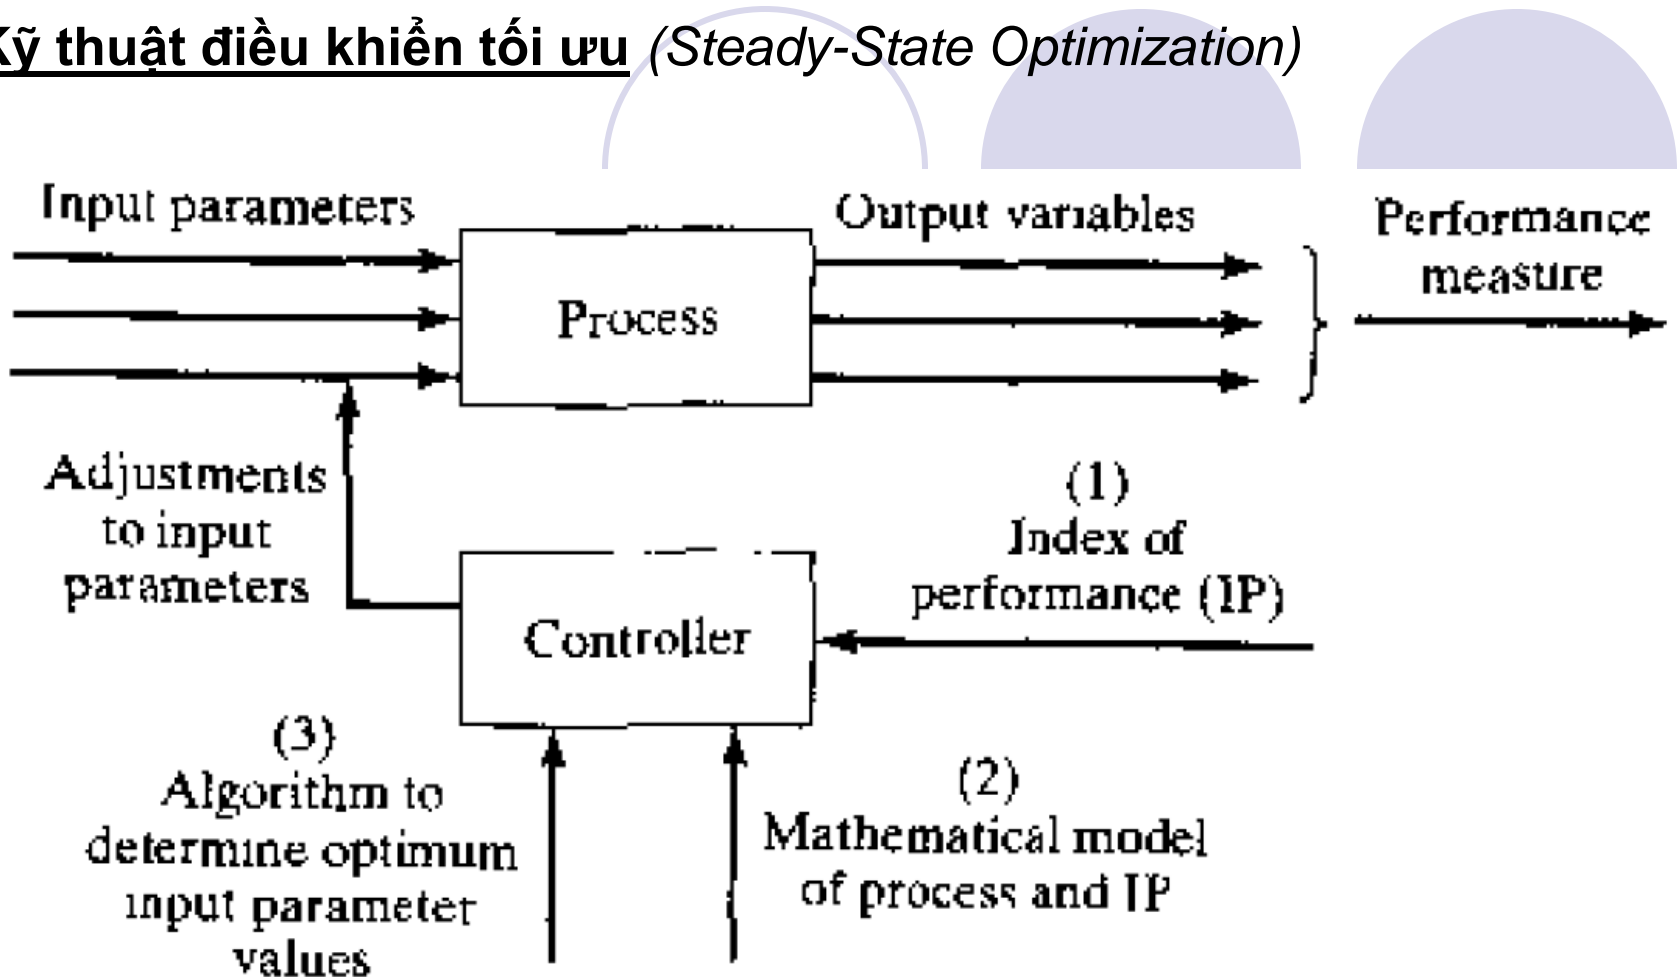 Kỹ thuật điều khiển tối ưu (Steady-State Optimization)
Input parameters
Output variables
Performance
measure
Process
Adjustments
to input
parameters
(1)
Index of
performance (IP)
Controller
(3)
Algorithm to
determine optimum
input parameter
values
(2)
Mathematical model
of process and IP